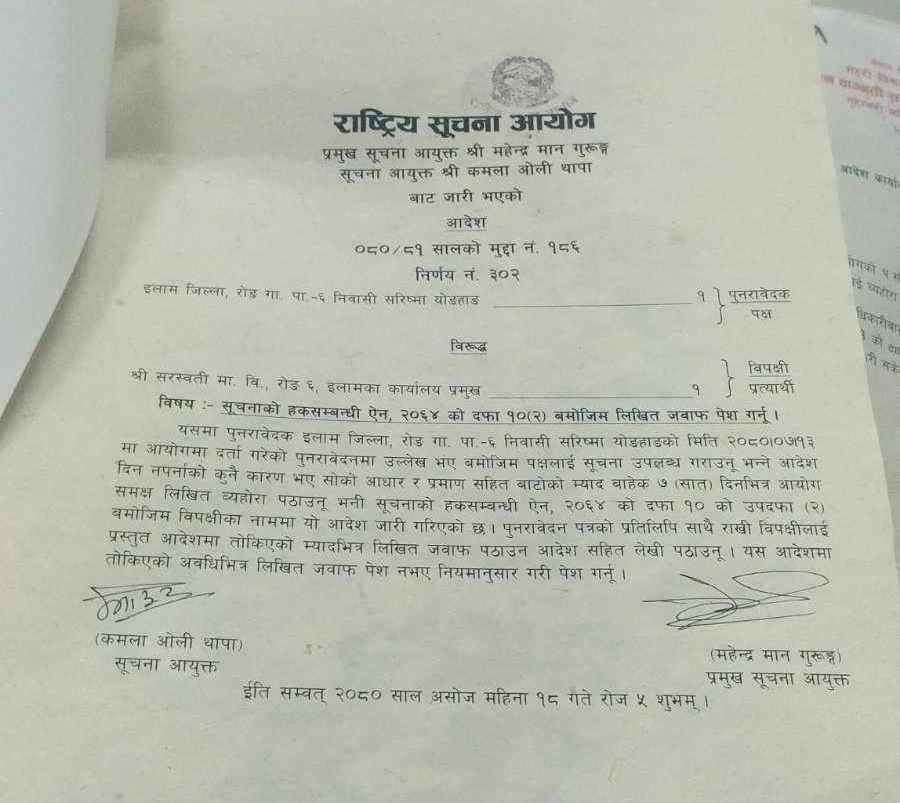 राष्ट्रिय सूचना आयोग
प्रमुख सूचना आयुक्त श्री महेन्द्र मान गुरूङ्ग
सूचना आयुक्त श्री कमला ओली थापा
बाट जारी भएको
आदेश
०८०/८१ सालको मुद्दा नं. १८६
निर्णय नं. ३०२
इलाम जिल्ला, रोङ गा. पा.-६ निवासी सरिष्मा योङहाङ १ पुनरावेदक
पक्ष
विरूद्ध
श्री सरस्वती मा. वि., रोङ ६, इलामका कार्यालय प्रमुख १ विपक्षी
प्रत्यार्थी
विषय :- सूचनाको हकसम्बन्धी ऐन, २०६४ को दफा १०(२) बमोजिम लिखित जवाफ पेश गर्नू ।
यसमा पुनरावेदक इलाम जिल्ला, रोङ गा. पा.-६ निवासी सरिष्मा योङहाङको मिति २०८०।०५।१३
मा आयोगमा दर्ता गरेको पुनरावेदनमा उल्लेख भए बमोजिम पक्षलाई सूचना उपलब्ध गराउनू भन्ने आदेश
दिन नपर्नाको कुनै कारण भए सोको आधार र प्रमाण सहित बाटोको म्याद बाहेक ७ (सात) दिनभित्र आयोग
समक्ष लिखित व्यहोरा पठाउनू भनी सूचनाको हकसम्बन्धी ऐन, २०६४ को दफा १० को उपदफा (२)
बमोजिम विपक्षीका नाममा यो आदेश जारी गरिएको छ । पुनरावेदन पत्रको प्रतिलिपि साथै राखी विपक्षीलाई
प्रस्तुत आदेशमा तोकिएको म्यादभित्र लिखित जवाफ पठाउन आदेश सहित लेखी पठाउनू । यस आदेशमा
तोकिएको अवधिभित्र लिखित जवाफ पेश नभए नियमानुसार गरी पेश गर्नू ।
(कमला ओली थापा)
सूचना आयुक्त
(महेन्द्र मान गुरूङ्ग)
प्रमुख सूचना आयुक्त
ईति सम्वत् २०८० साल असोज महिना १८ गते रोज ५ शुभम् ।